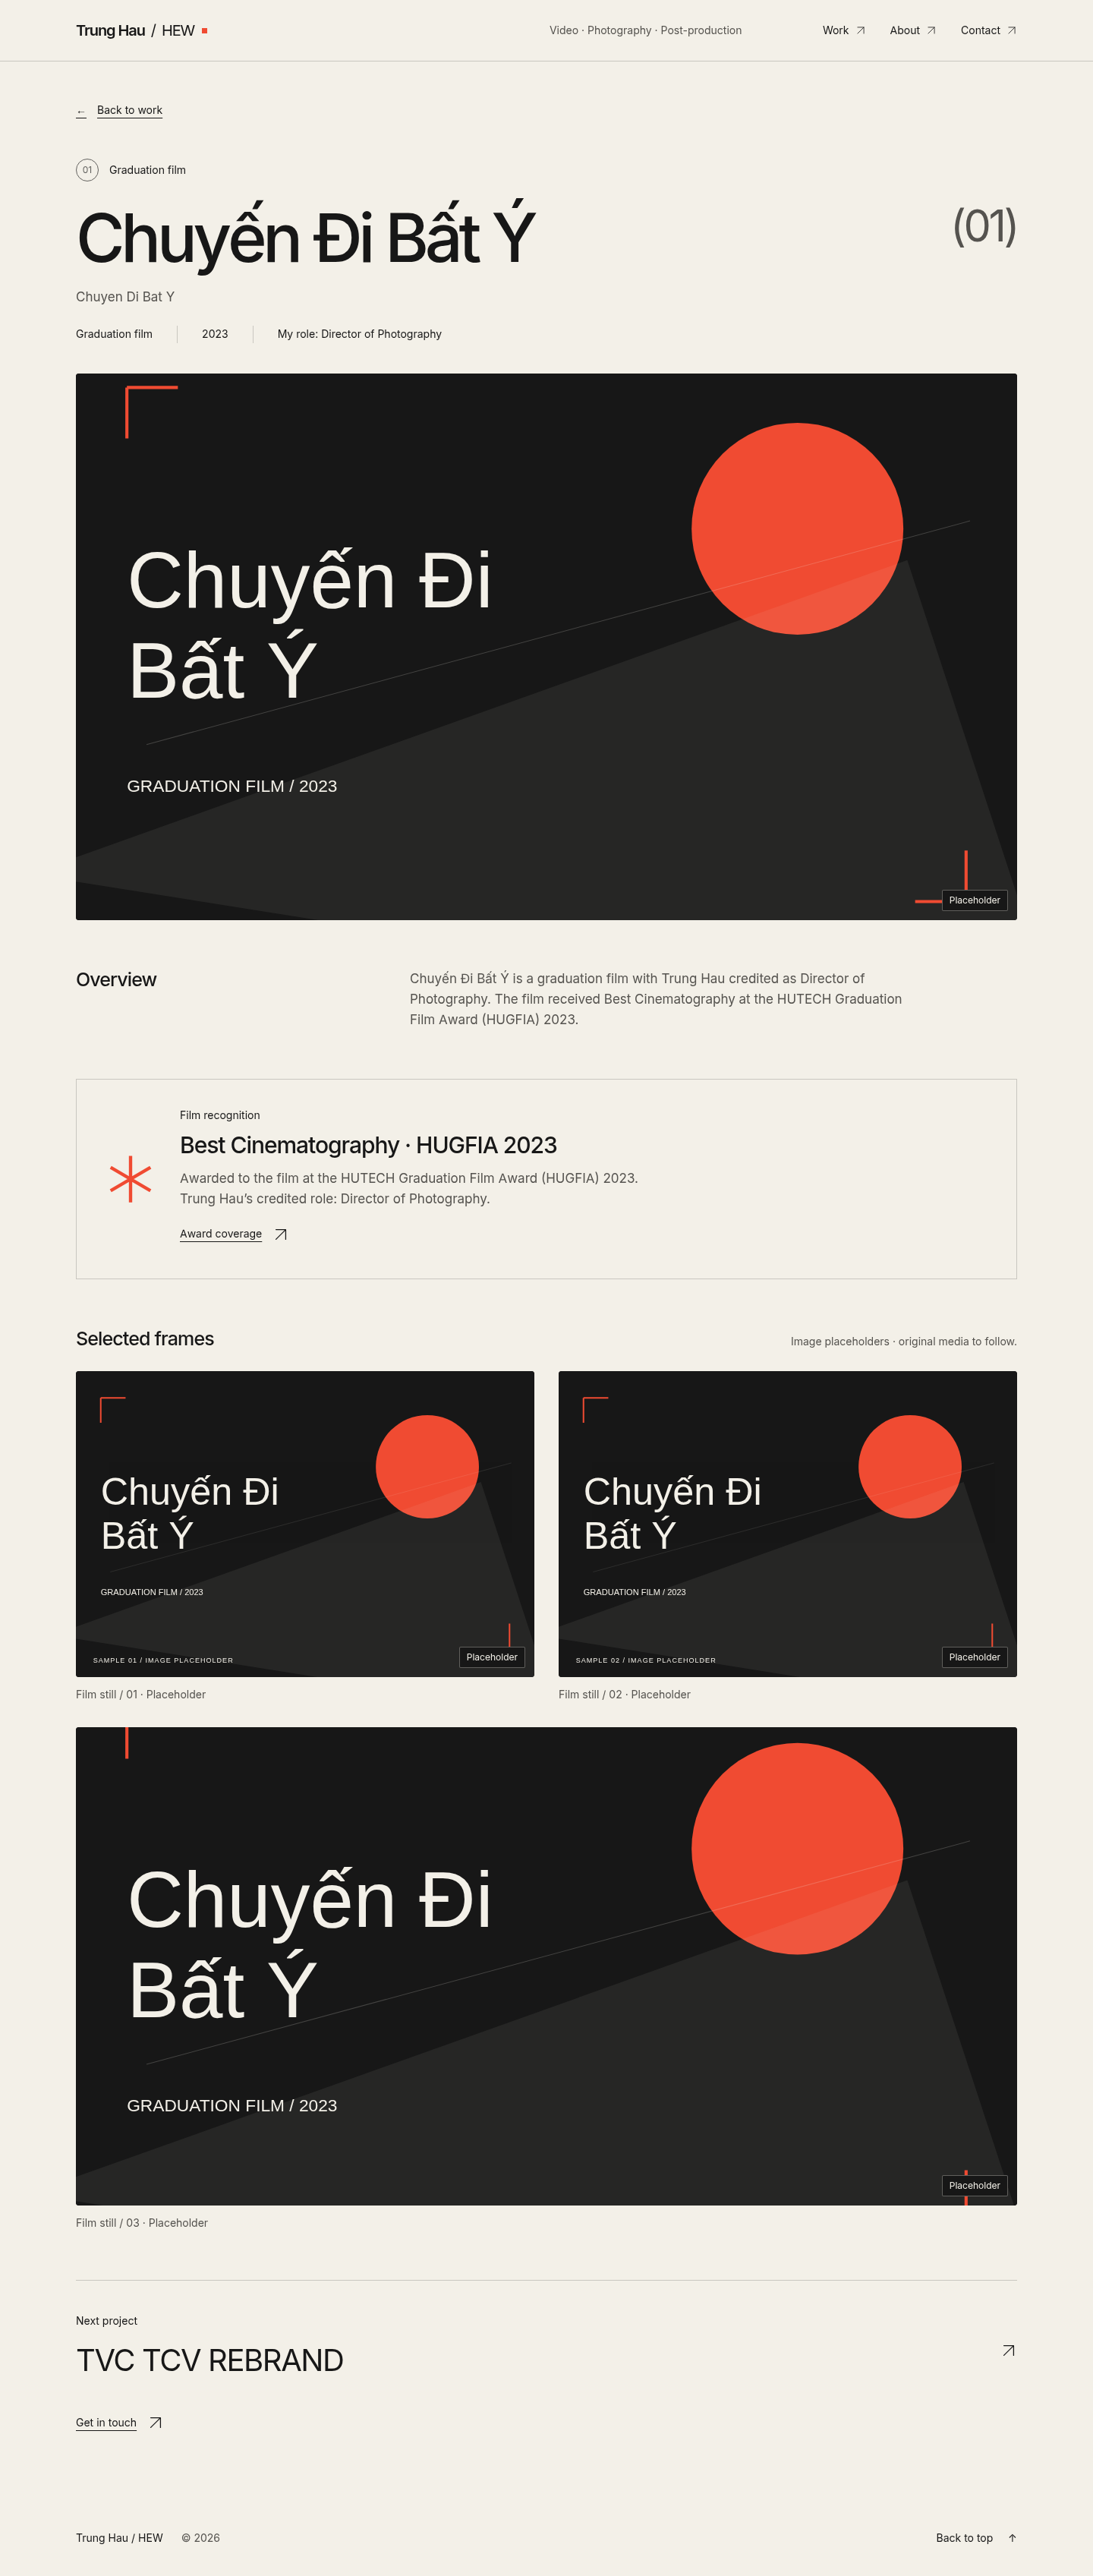 Trung Hau / HEW
Video · Photography · Post-production
Work
About
Contact
← Back to work
01 Graduation film
Chuyến Đi Bất Ý
(01)
Chuyen Di Bat Y
Graduation film
2023
My role: Director of Photography
Chuyến Đi
Bất Ý
GRADUATION FILM / 2023
Placeholder
Overview
Chuyến Đi Bất Ý is a graduation film with Trung Hau credited as Director of
Photography. The film received Best Cinematography at the HUTECH Graduation
Film Award (HUGFIA) 2023.
Film recognition
Best Cinematography · HUGFIA 2023
Awarded to the film at the HUTECH Graduation Film Award (HUGFIA) 2023.
Trung Hau’s credited role: Director of Photography.
Award coverage
Selected frames
Image placeholders · original media to follow.
Chuyến Đi
Bất Ý
GRADUATION FILM / 2023
SAMPLE 01 / IMAGE PLACEHOLDER
Placeholder
Film still / 01 · Placeholder
Chuyến Đi
Bất Ý
GRADUATION FILM / 2023
SAMPLE 02 / IMAGE PLACEHOLDER
Placeholder
Film still / 02 · Placeholder
Chuyến Đi
Bất Ý
GRADUATION FILM / 2023
Placeholder
Film still / 03 · Placeholder
Next project
TVC TCV REBRAND
Get in touch
Trung Hau / HEW
© 2026
Back to top ↑